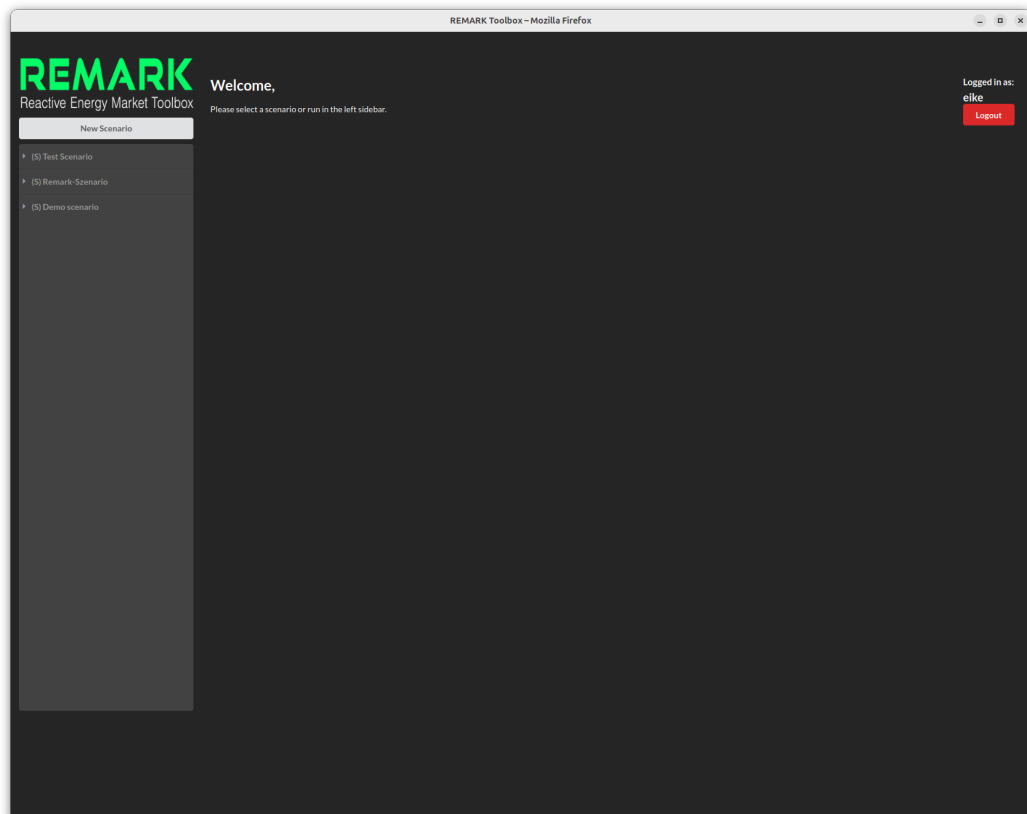 REMARK Toolbox – Mozilla Firefox
REMARK
Reactive Energy Market Toolbox
New Scenario
(S) Test Scenario
(S) Remark-Szenario
(S) Demo scenario
Welcome,
Please select a scenario or run in the left sidebar.
Logged in as:
eike
Logout